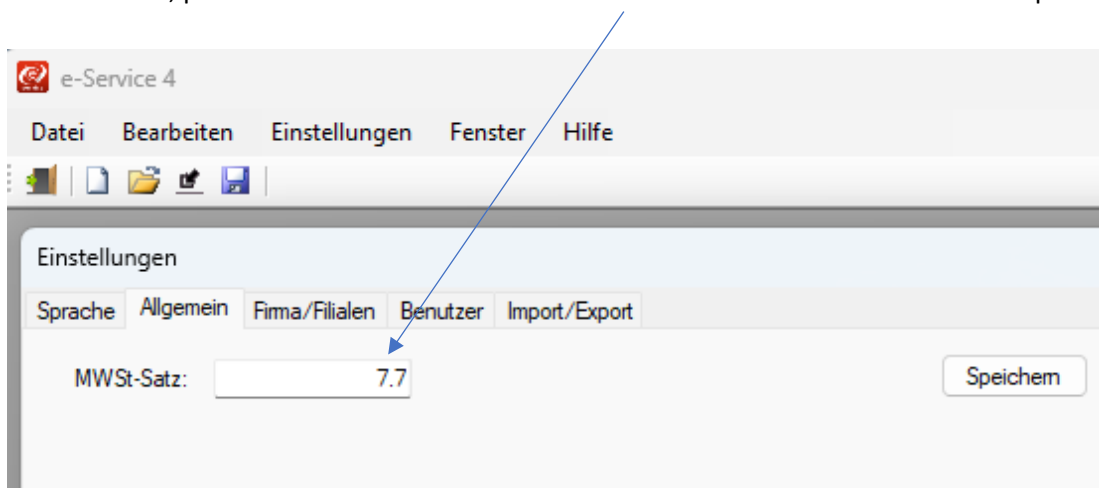 e-Service 4
Datei Bearbeiten Einstellungen Fenster Hilfe
Einstellungen
Sprache Allgemein Firma/Filialen Benutzer Import/Export
MWSt-Satz: 7.7 Speichern